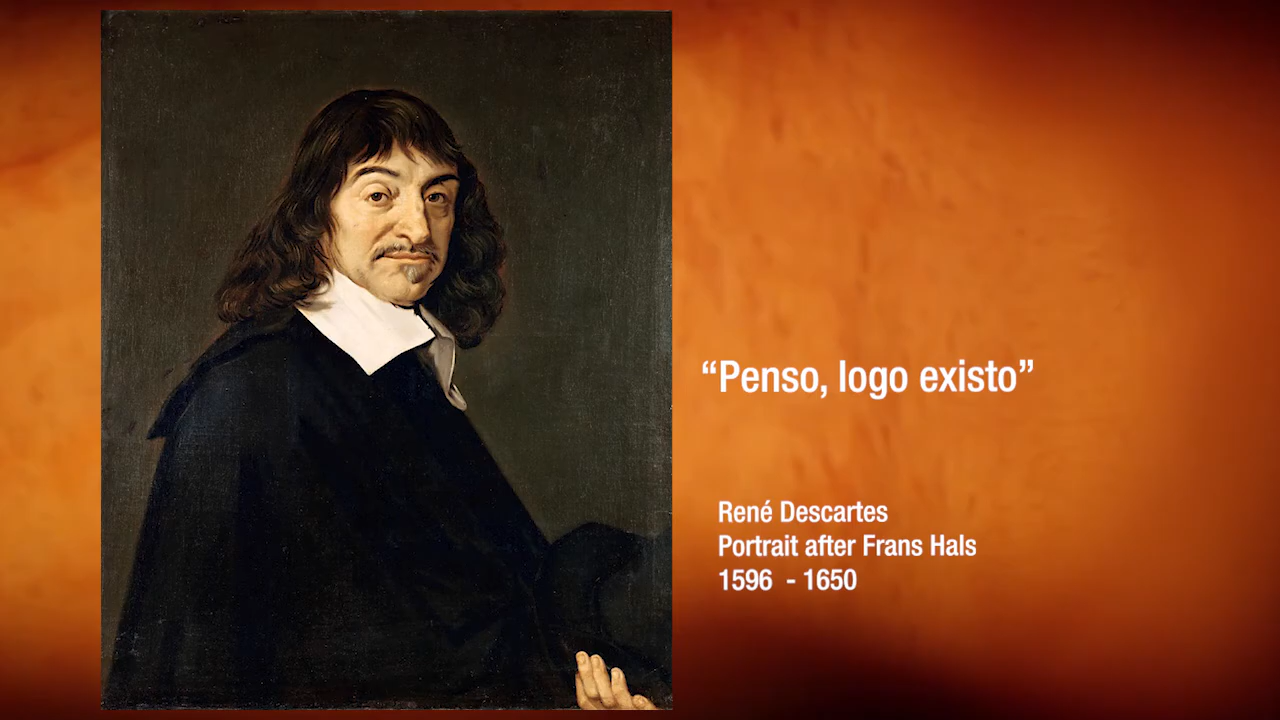 “Penso, logo existo”
René Descartes
Portrait after Frans Hals
1596 - 1650